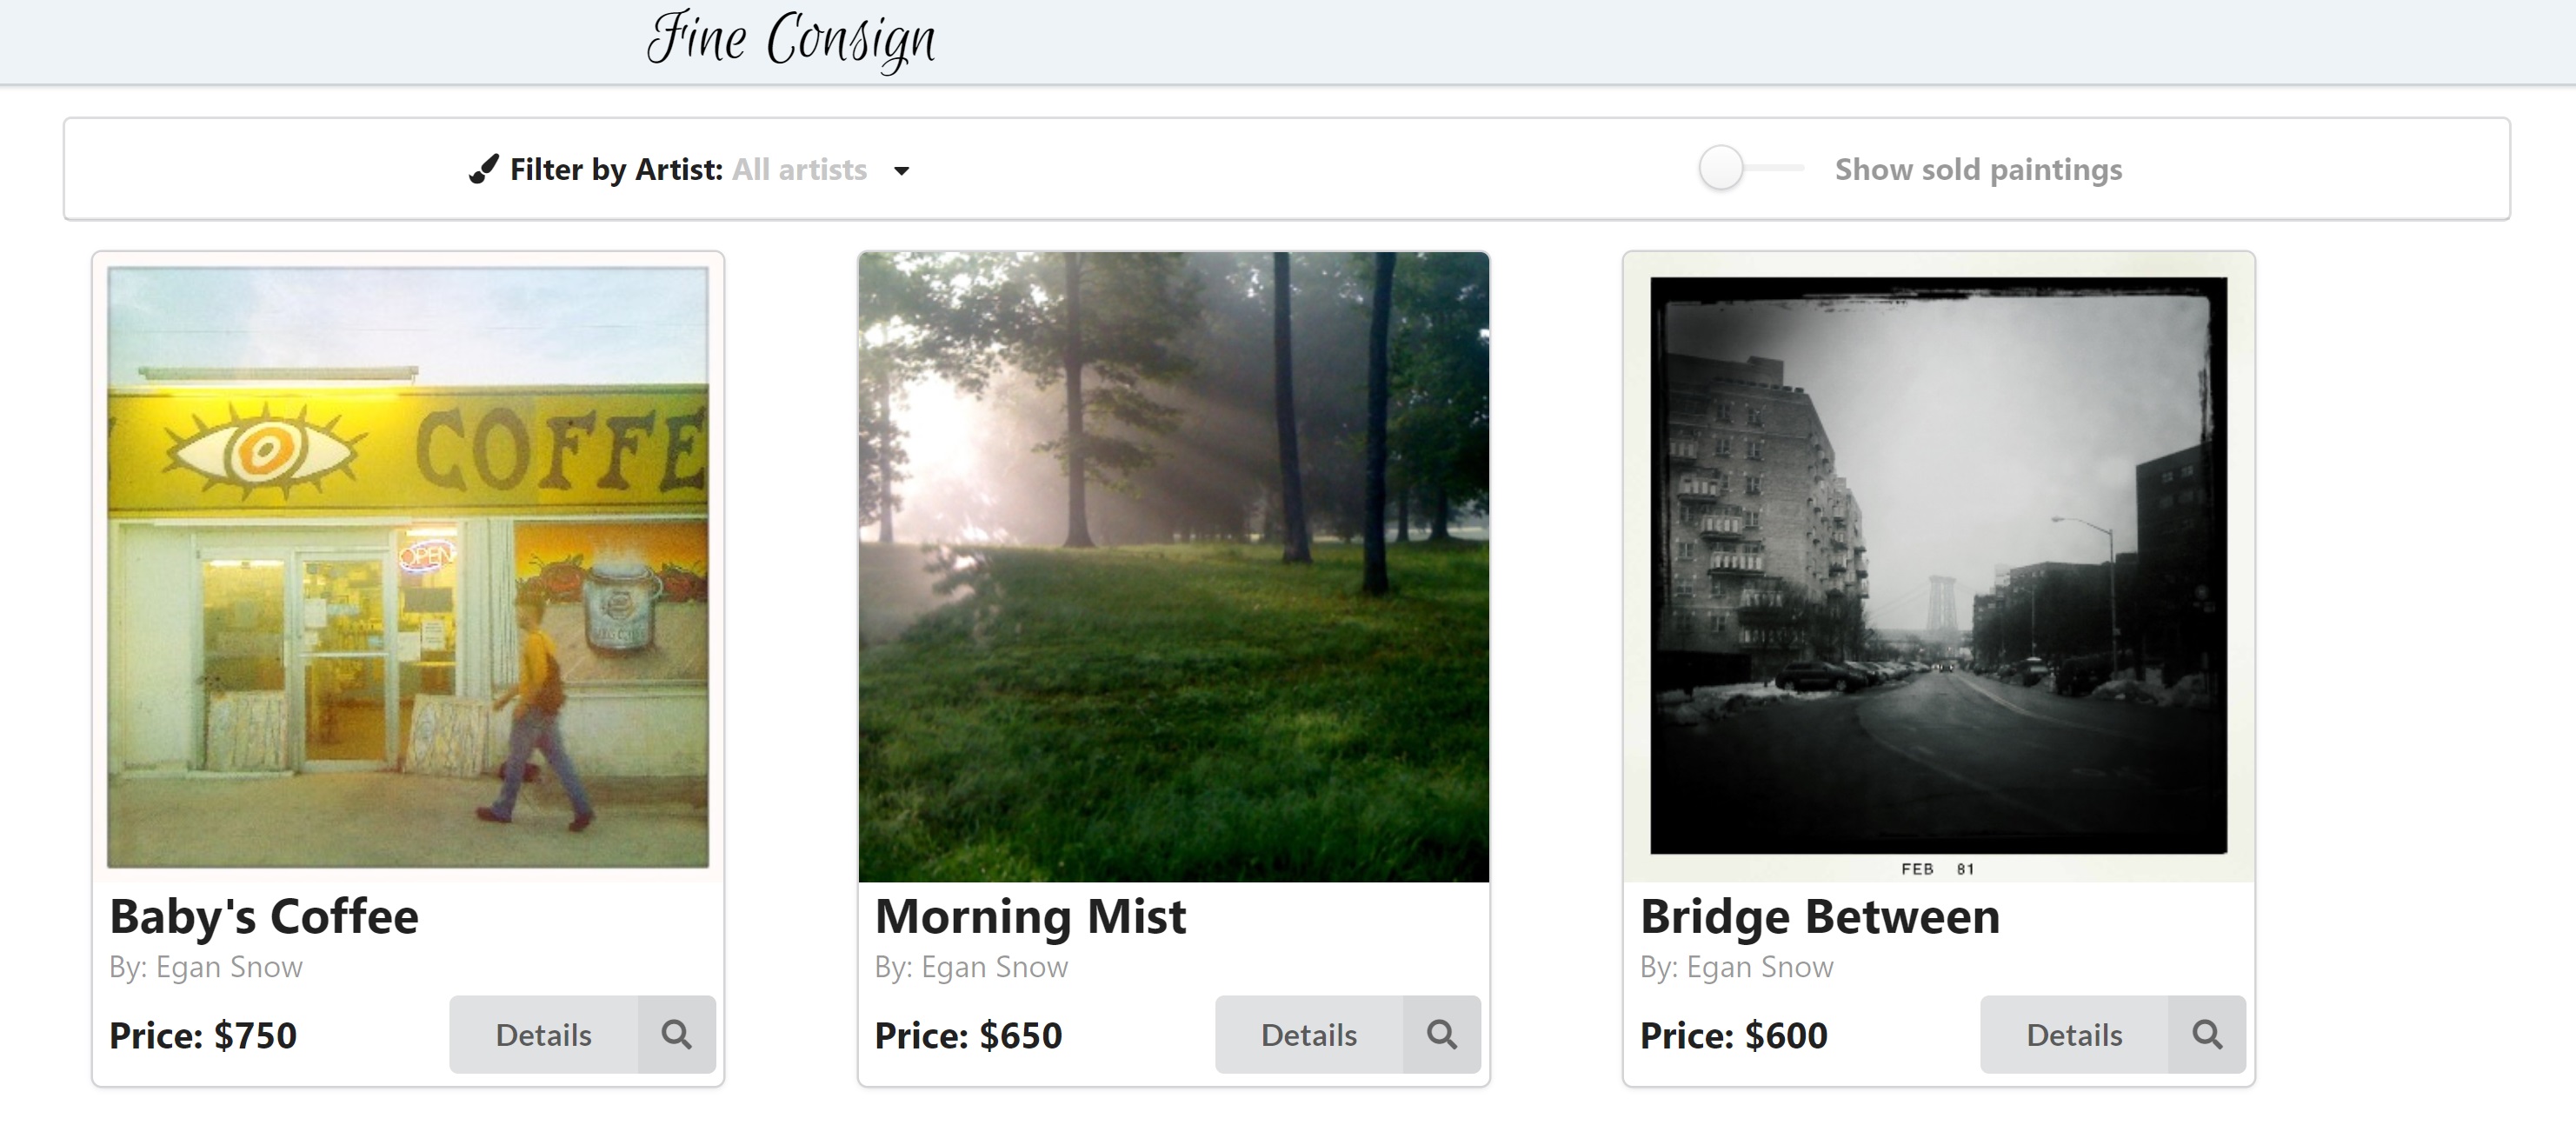 Fine Consign
Filter by Artist: All artists
Show sold paintings
COFFE
OPEN
FEB 81
Baby's Coffee
By: Egan Snow
Price: $750
Details
Morning Mist
By: Egan Snow
Price: $650
Details
Bridge Between
By: Egan Snow
Price: $600
Details